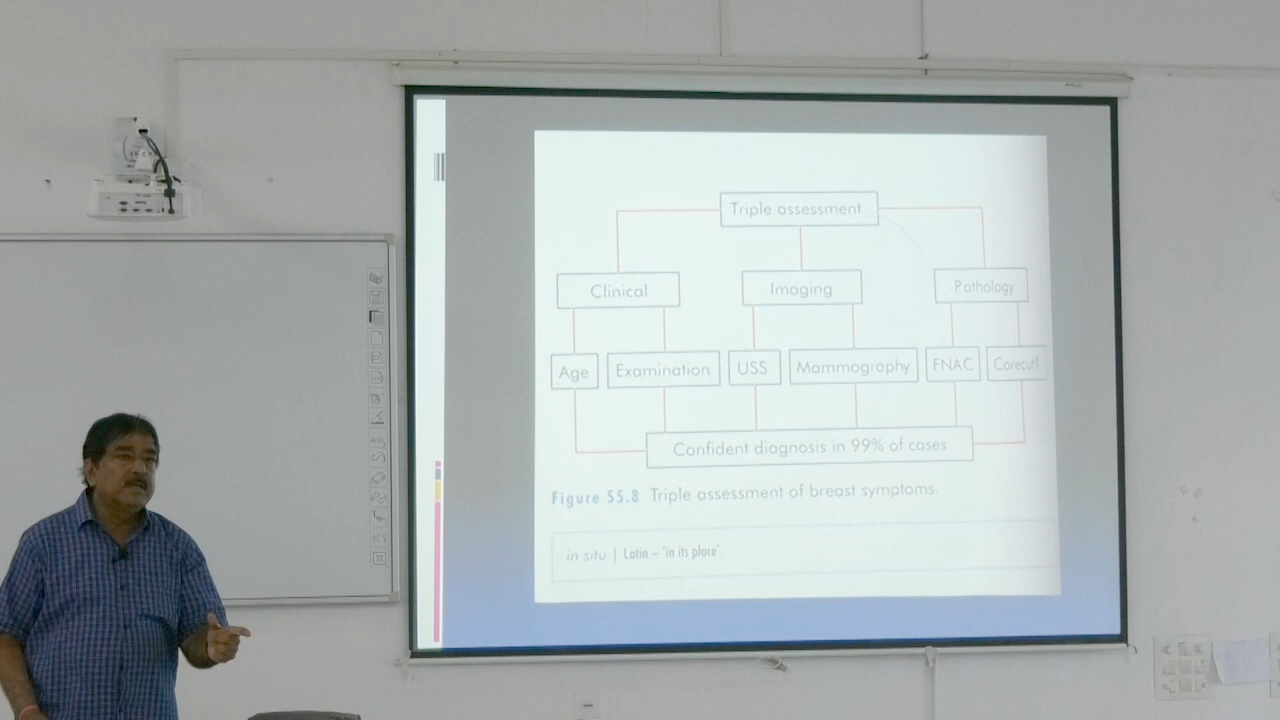 Triple assessment
Clinical
Imaging
Pathology
Age
Examination
USS
Mammography
FNAC
Confident diagnosis in 99% of cases
Figure 55.8 Triple assessment of breast symptoms.
in situ | Latin – 'in its place'.